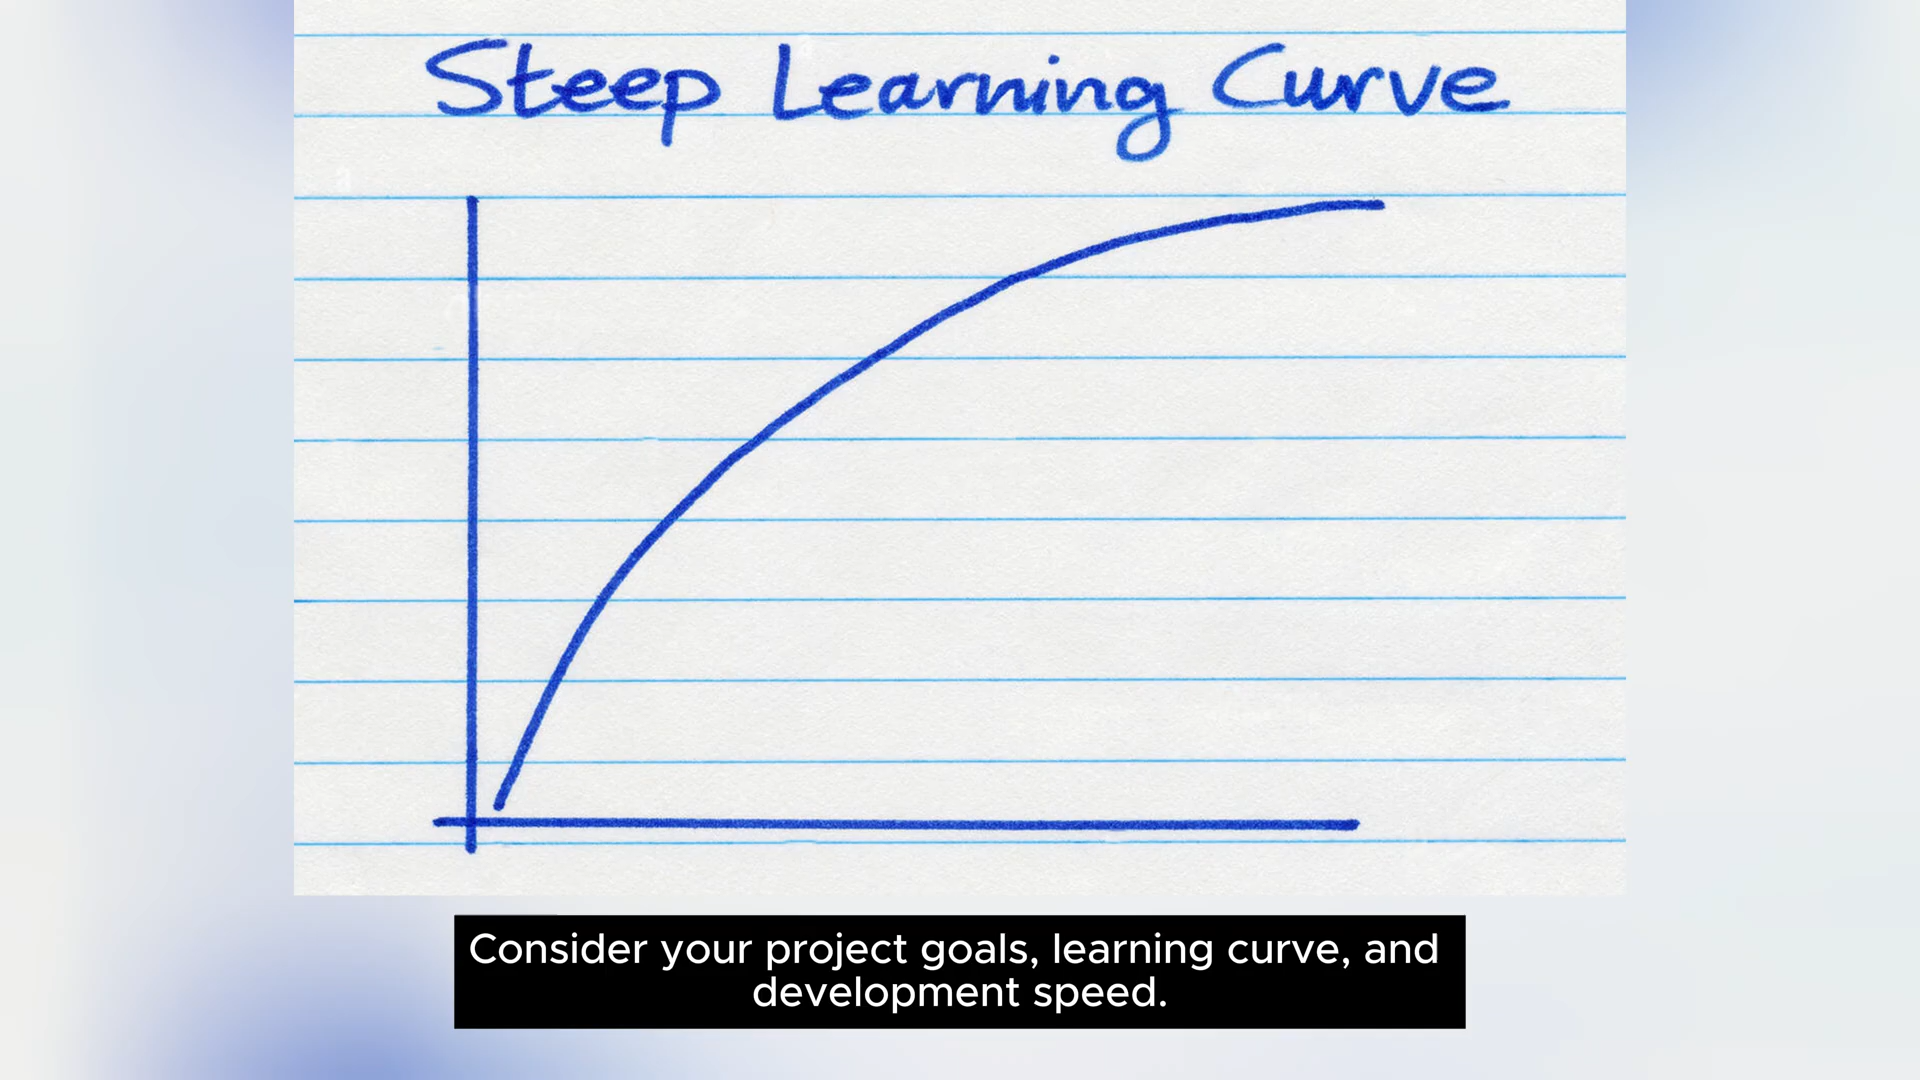 Steep Learning Curve
Consider your project goals, learning curve, and
development speed.